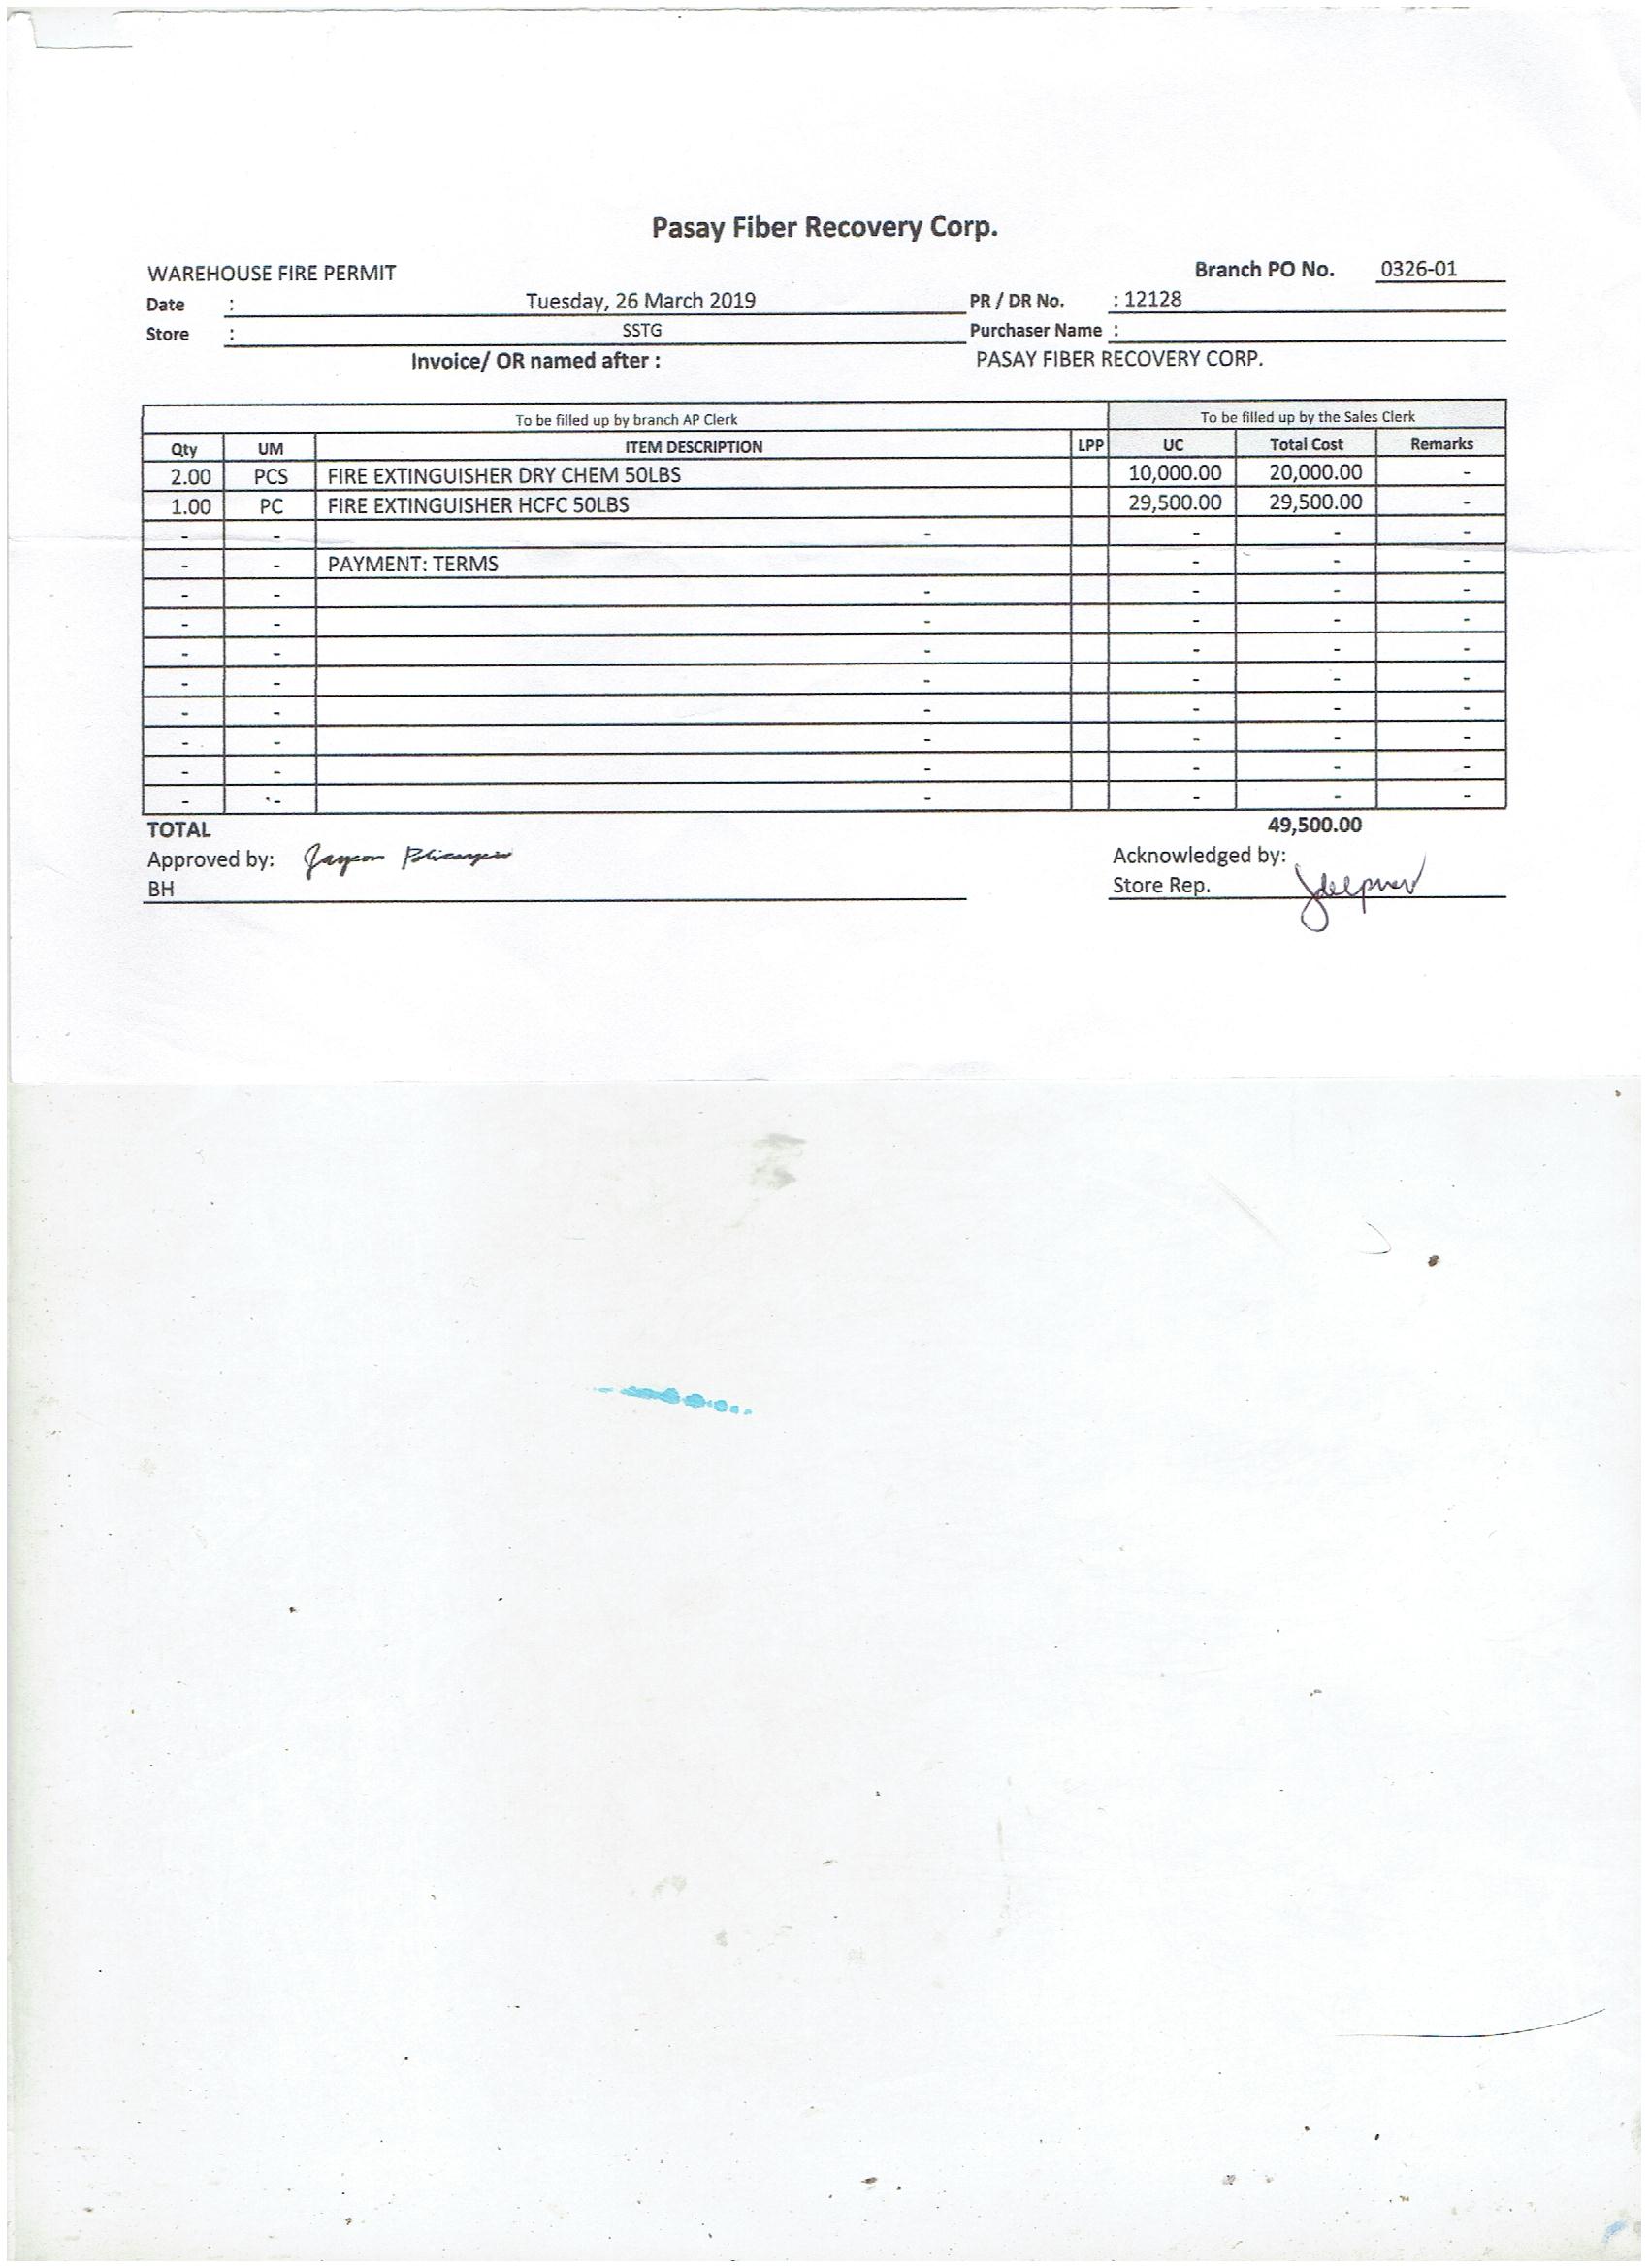 Pasay Fiber Recovery Corp.
WAREHOUSE FIRE PERMIT Branch PO No. 0326-01
Date : Tuesday, 26 March 2019 PR / DR No. : 12128
Store : SSTG Purchaser Name :
Invoice/ OR named after : PASAY FIBER RECOVERY CORP.
To be filled up by branch AP Clerk To be filled up by the Sales Clerk
Qty UM ITEM DESCRIPTION LPP UC Total Cost Remarks
2.00 PCS FIRE EXTINGUISHER DRY CHEM 50LBS 10,000.00 20,000.00 -
1.00 PC FIRE EXTINGUISHER HCFC 50LBS 29,500.00 29,500.00 -
- - - - - -
- - PAYMENT: TERMS - - -
- - - - - -
- - - - - -
- - - - - -
- - - - - -
- - - - - -
- - - - - -
- - - - - -
- - - - - -
TOTAL 49,500.00
Approved by: Acknowledged by:
BH Store Rep.